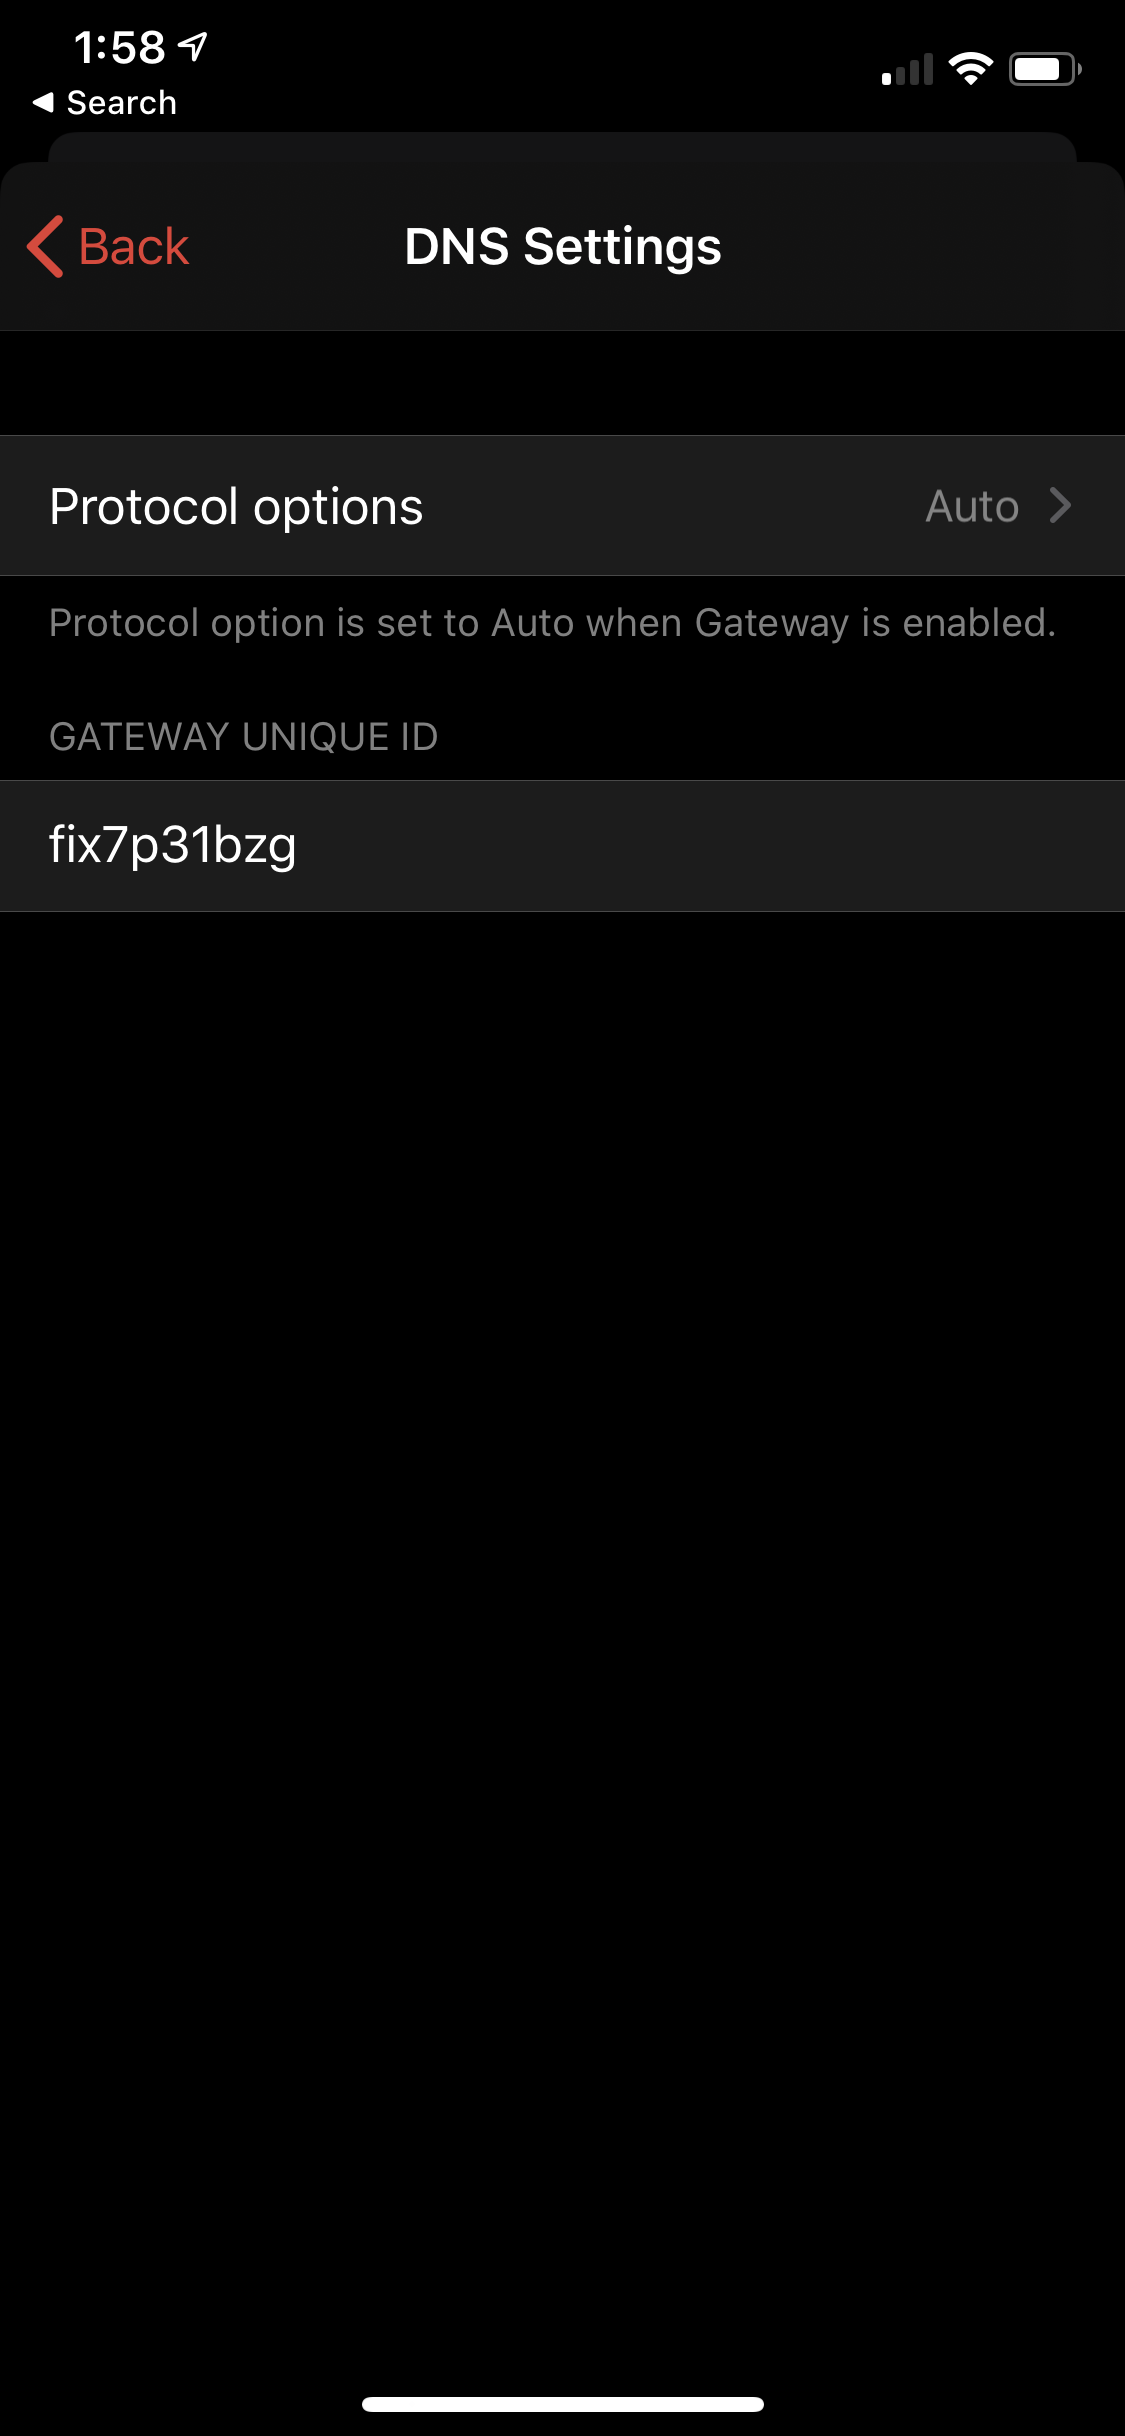 1:58
Search
Back
DNS Settings
Protocol options
Auto
Protocol option is set to Auto when Gateway is enabled.
GATEWAY UNIQUE ID
fix7p31bzg